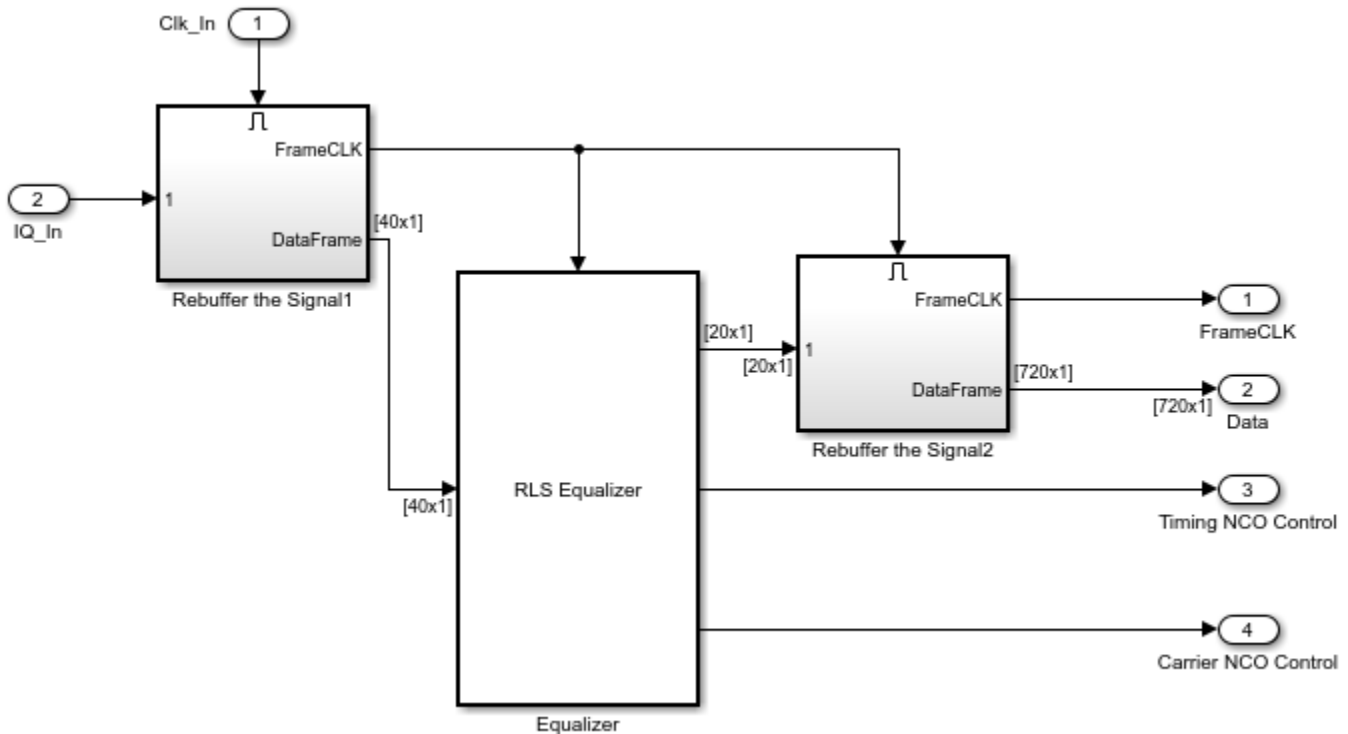 Clk_In
1
FrameCLK
1
2
IQ_In
[40x1]
DataFrame
Rebuffer the Signal1
FrameCLK
1
FrameCLK
[20x1]
1
[20x1]
[720x1]
DataFrame
2
[720x1]
Data
Rebuffer the Signal2
RLS Equalizer
[40x1]
3
Timing NCO Control
4
Carrier NCO Control
Equalizer